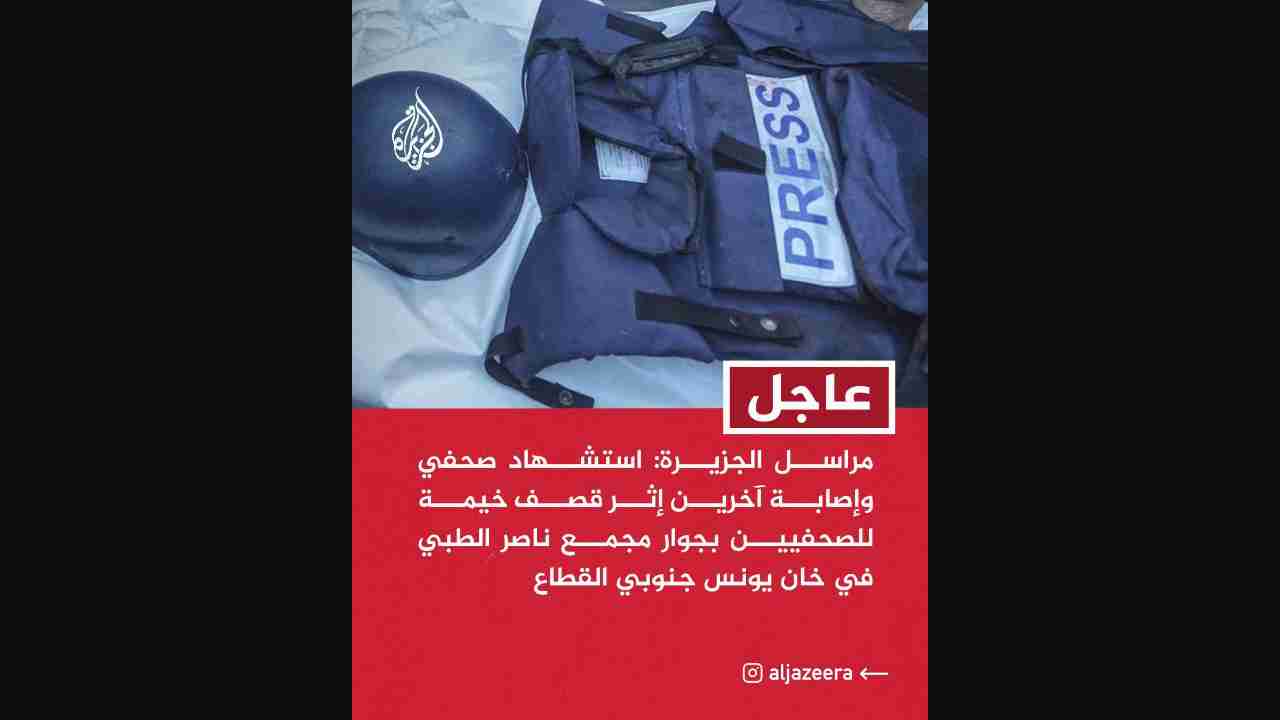 الجزيرة
PRESS
عاجل
مراسل الجزيرة: استشهاد صحفي
وإصابة آخرين إثر قصف خيمة
للصحفيين بجوار مجمع ناصر الطبي
في خان يونس جنوبي القطاع
aljazeera